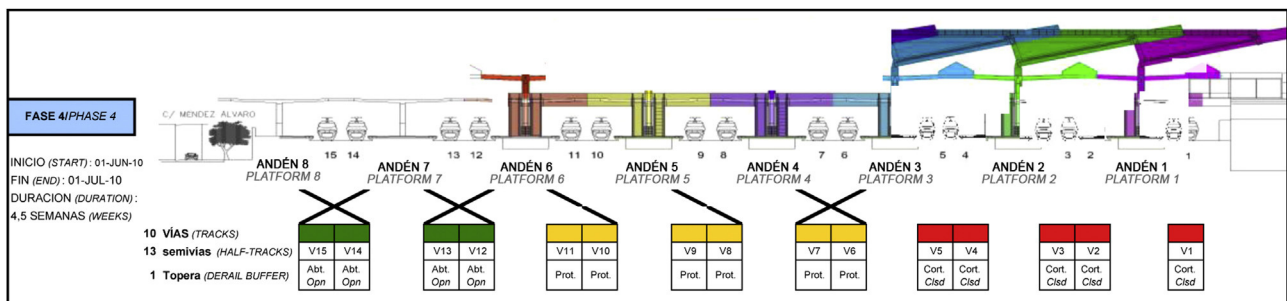 FASE 4/PHASE 4
INICIO (START) : 01-JUN-10
FIN (END) : 01-JUL-10
DURACION (DURATION) :
4,5 SEMANAS (WEEKS)
C/ MENDEZ ALVARO
15 14 13 12 11 10 9 8 7 6 5 4 3 2 1
ANDÉN 8 ANDÉN 7 ANDÉN 6 ANDÉN 5 ANDÉN 4 ANDÉN 3 ANDÉN 2 ANDÉN 1
PLATFORM 8 PLATFORM 7 PLATFORM 6 PLATFORM 5 PLATFORM 4 PLATFORM 3 PLATFORM 2 PLATFORM 1
10 VÍAS (TRACKS)
13 semivias (HALF-TRACKS) V15 V14 V13 V12 V11 V10 V9 V8 V7 V6 V5 V4 V3 V2 V1
1 Topera (DERAIL BUFFER) Abt. Abt. Abt. Abt. Prot. Prot. Prot. Prot. Prot. Prot. Cort. Cort. Cort. Cort. Cort.
Opn Opn Opn Opn Clsd Clsd Clsd Clsd Clsd